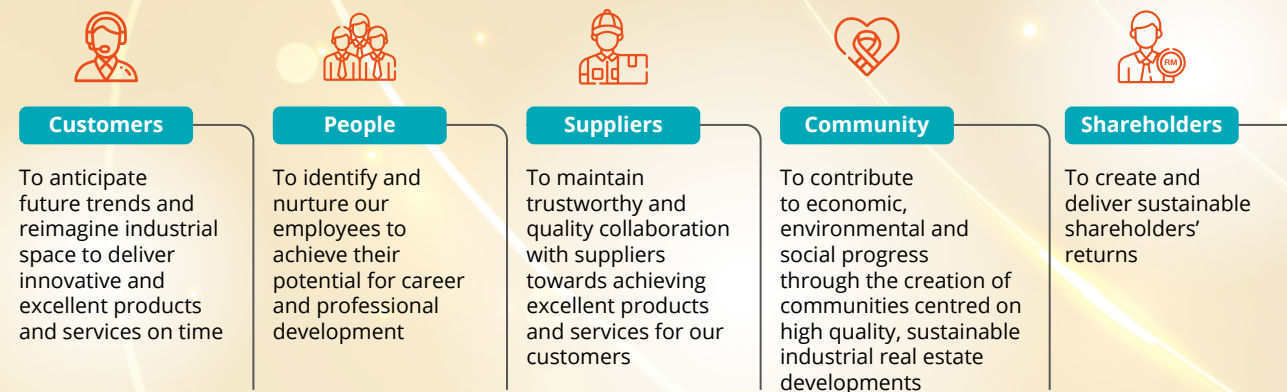 Customers
To anticipate
future trends and
reimagine industrial
space to deliver
innovative and
excellent products
and services on time
People
To identify and
nurture our
employees to
achieve their
potential for career
and professional
development
Suppliers
To maintain
trustworthy and
quality collaboration
with suppliers
towards achieving
excellent products
and services for our
customers
Community
To contribute
to economic,
environmental and
social progress
through the creation of
communities centred on
high quality, sustainable
industrial real estate
developments
RM
Shareholders
To create and
deliver sustainable
shareholders’
returns